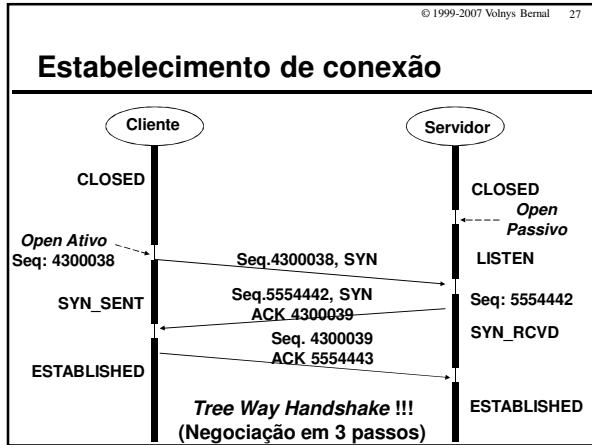 © 1999-2007 Volnys Bernal 27
Estabelecimento de conexão
Cliente
Servidor
CLOSED
CLOSED
Open
Passivo
Open Ativo
Seq: 4300038
Seq.4300038, SYN
LISTEN
SYN_SENT
Seq.5554442, SYN
ACK 4300039
Seq: 5554442
SYN_RCVD
Seq. 4300039
ACK 5554443
ESTABLISHED
ESTABLISHED
Tree Way Handshake !!!
(Negociação em 3 passos)